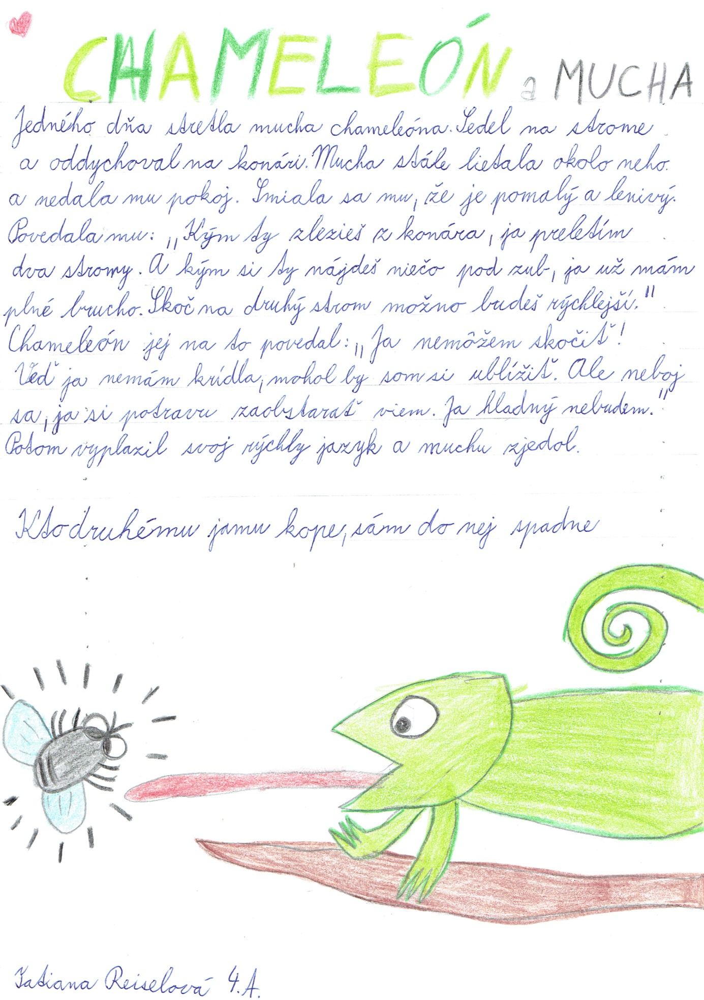 CHAMELEÓN a MUCHA
Jedného dňa stretla mucha chameleóna. Sedel na strome
a oddychoval na konári. Mucha stále lietala okolo neho
a nedala mu pokoj. Smiala sa mu, že je pomalý a lenivý.
Povedala mu: „Kým ty zlezieš z konára, ja preletím
dva stromy. A kým si ty nájdeš niečo pod zub, ja už mám
plné brucho. Skoč na druhý strom možno budeš rýchlejší."
Chameleón jej na to povedal: „Ja nemôžem skočiť!
Veď ja nemám krídla, mohol by som si ublížiť. Ale neboj
sa, ja si potravu zaobstarať viem. Ja hladný nebudem."
Potom vyplazil svoj rýchly jazyk a muchu zjedol.
Kto druhému jamu kope, sám do nej spadne
Tatiana Reiselová 4.A.